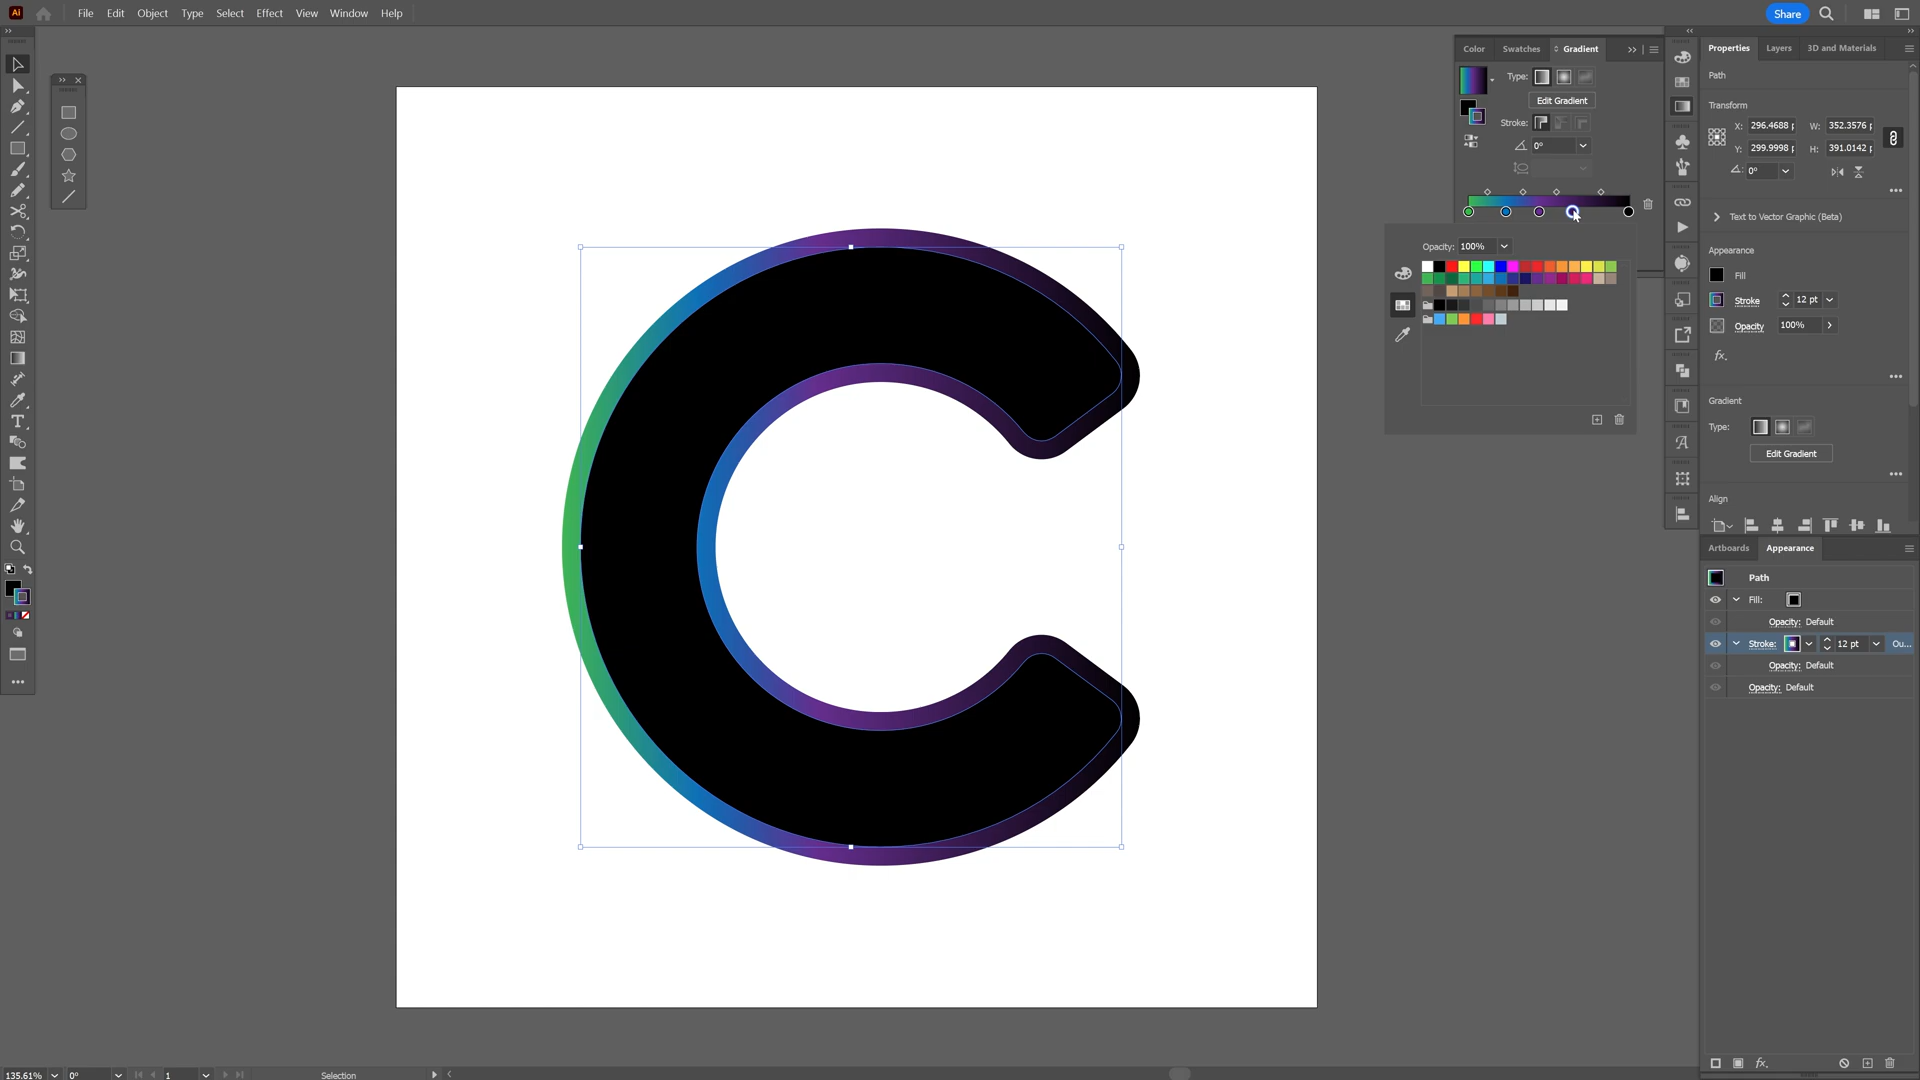 Ai File Edit Object Type Select Effect View Window Help Share
Color Swatches Gradient
Type:
Edit Gradient
Stroke:
0°
Opacity: 100%
Properties Layers 3D and Materials
Path
Transform
X: 296.4688 p W: 352.3576 p
Y: 299.9998 p H: 391.0142 p
0°
Text to Vector Graphic (Beta)
Appearance
Fill
Stroke 12 pt
Opacity 100%
fx.
Gradient
Type:
Edit Gradient
Align
Artboards Appearance
Path
Fill:
Opacity: Default
Stroke: 12 pt Ou...
Opacity: Default
Opacity: Default
fx.
135.61% 0° 1 Selection
C